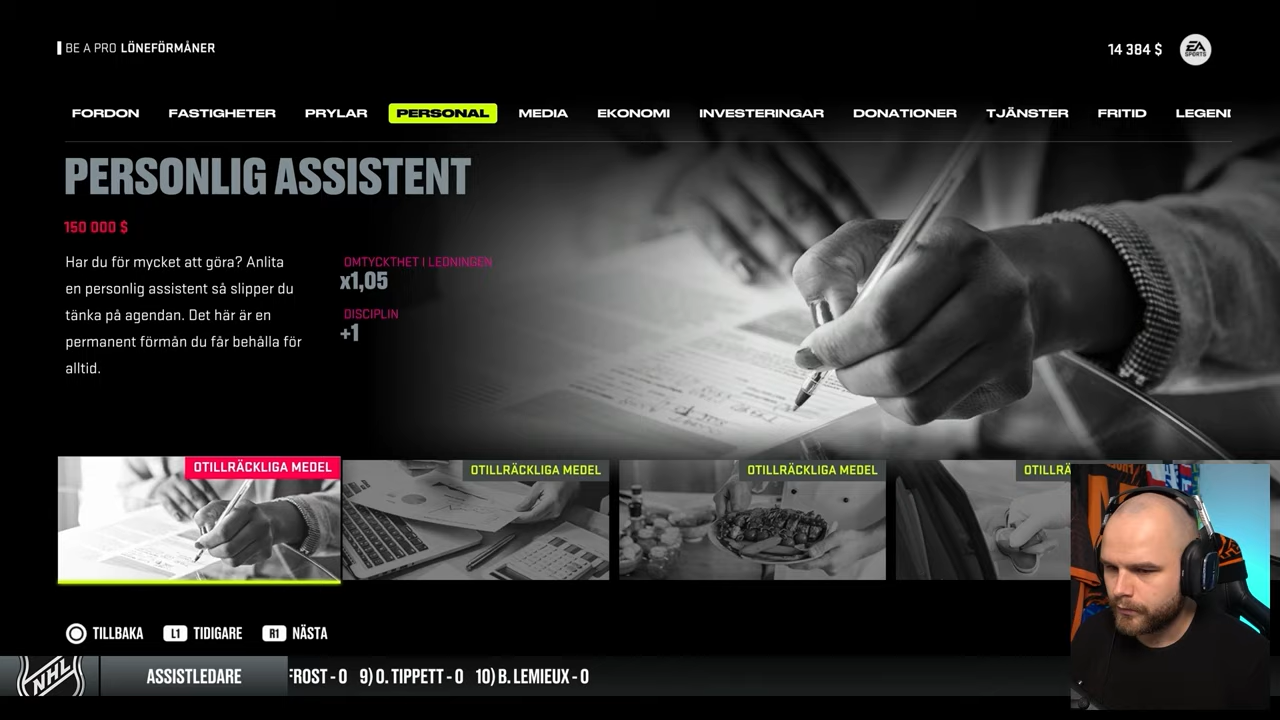 BE A PRO LÖNEFÖRMÅNER
14 384 $
EA SPORTS
FORDON FASTIGHETER PRYLAR PERSONAL MEDIA EKONOMI INVESTERINGAR DONATIONER TJÄNSTER FRITID LEGENI
PERSONLIG ASSISTENT
150 000 $
Har du för mycket att göra? Anlita
en personlig assistent så slipper du
tänka på agendan. Det här är en
permanent förmån du får behålla för
alltid.
OMTYCKTHET I LEDNINGEN
x1,05
DISCIPLIN
+1
OTILLRÄCKLIGA MEDEL
OTILLRÄCKLIGA MEDEL
OTILLRÄCKLIGA MEDEL
OTILLRÄ
TILLBAKA L1 TIDIGARE R1 NÄSTA
NHL ASSISTLEDARE FROST - 0 9) O. TIPPETT - 0 10) B. LEMIEUX - 0